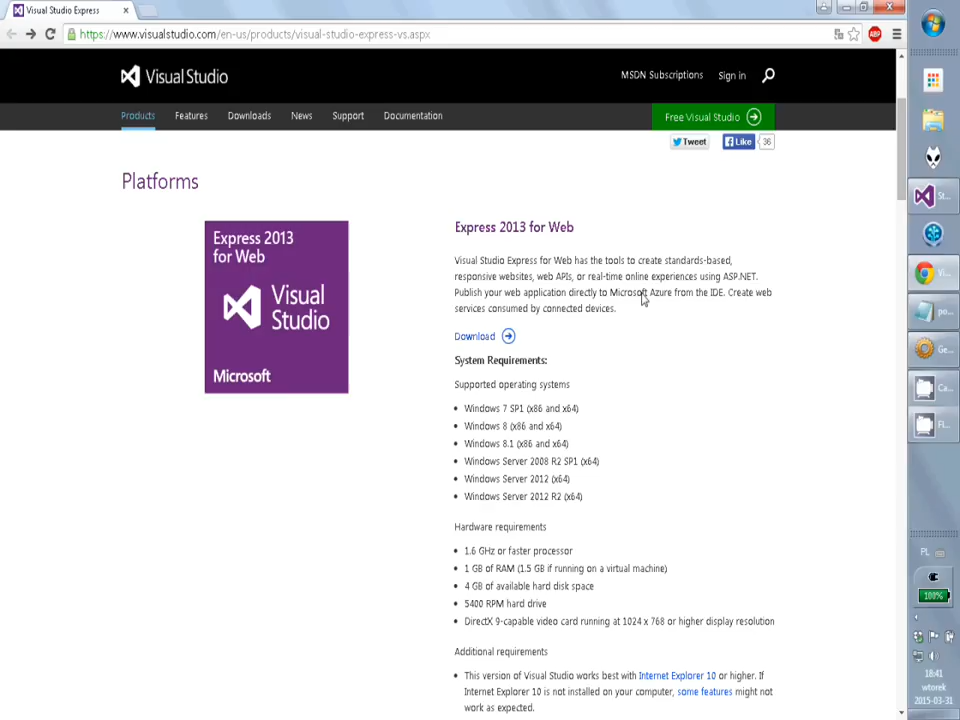 Visual Studio Express
https://www.visualstudio.com/en-us/products/visual-studio-express-vs.aspx
ABP
Visual Studio
MSDN Subscriptions
Sign in
Products
Features
Downloads
News
Support
Documentation
Free Visual Studio
Tweet
Like
36
Platforms
Express 2013
for Web
Visual
Studio
Microsoft
Express 2013 for Web
Visual Studio Express for Web has the tools to create standards-based,
responsive websites, web APIs, or real-time online experiences using ASP.NET.
Publish your web application directly to Microsoft Azure from the IDE. Create web
services consumed by connected devices.
Download
System Requirements:
Supported operating systems
• Windows 7 SP1 (x86 and x64)
• Windows 8 (x86 and x64)
• Windows 8.1 (x86 and x64)
• Windows Server 2008 R2 SP1 (x64)
• Windows Server 2012 (x64)
• Windows Server 2012 R2 (x64)
Hardware requirements
• 1.6 GHz or faster processor
• 1 GB of RAM (1.5 GB if running on a virtual machine)
• 4 GB of available hard disk space
• 5400 RPM hard drive
• DirectX 9-capable video card running at 1024 x 768 or higher display resolution
Additional requirements
• This version of Visual Studio works best with Internet Explorer 10 or higher. If
Internet Explorer 10 is not installed on your computer, some features might not
work as expected.
St...
Vi...
po...
Ge...
Ca...
FL...
PL
100%
18:41
wtorek
2015-03-31